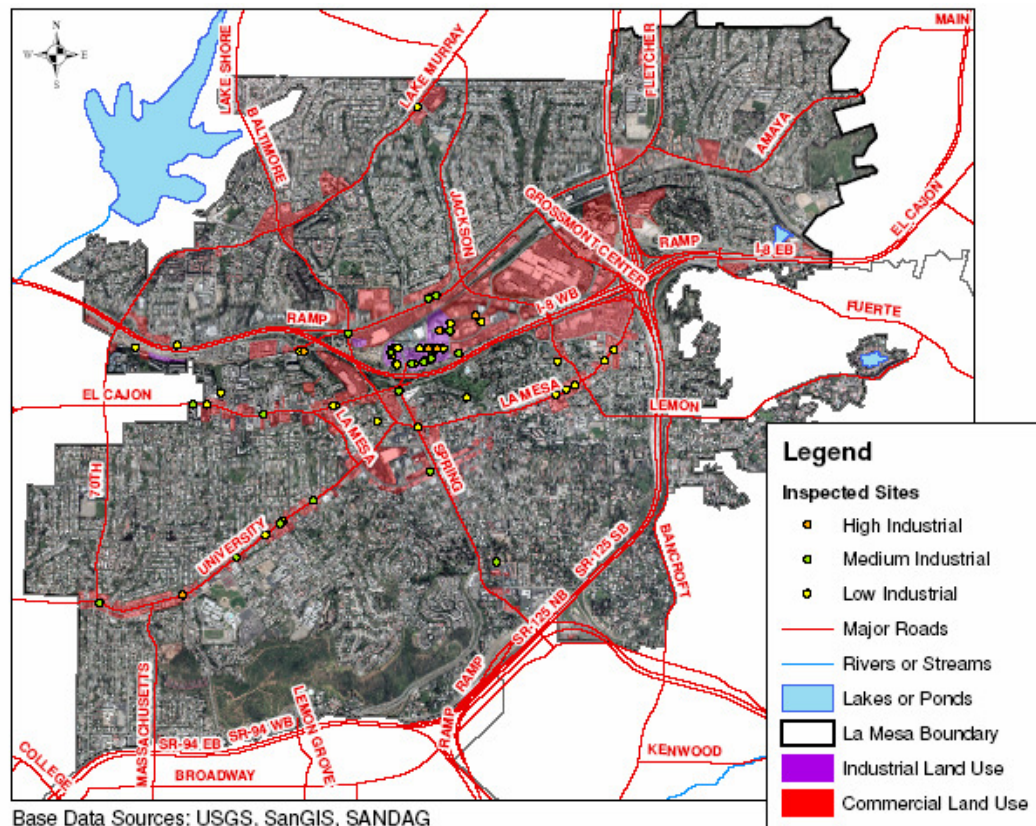 N
W E
S
LAKE SHORE
BALTIMORE
LAKE MURRAY
FLETCHER
MAIN
AMAYA
JACKSON
GROSSMONT CENTER
RAMP
I-8 EB
EL CAJON
FUERTE
RAMP
I-8 WB
EL CAJON
LA MESA
LA MESA
LEMON
70TH
SPRING
UNIVERSITY
BANCROFT
SR-125 SB
SR-125 NB
MASSACHUSETTS
LEMON GROVE
RAMP
RAMP
SR-94 EB
SR-94 WB
COLLEGE
BROADWAY
KENWOOD
Legend
Inspected Sites
High Industrial
Medium Industrial
Low Industrial
Major Roads
Rivers or Streams
Lakes or Ponds
La Mesa Boundary
Industrial Land Use
Commercial Land Use
Base Data Sources: USGS, SanGIS, SANDAG